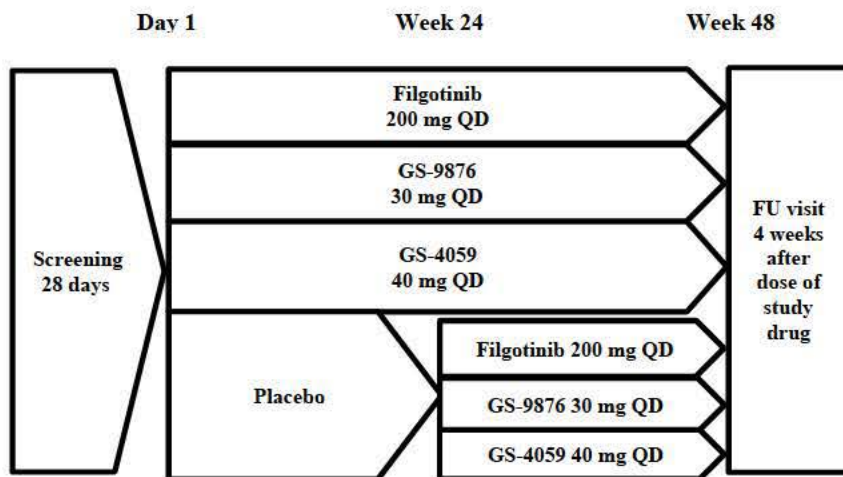 Day 1
Week 24
Week 48
Screening
28 days
Filgotinib
200 mg QD
GS-9876
30 mg QD
GS-4059
40 mg QD
Placebo
Filgotinib 200 mg QD
GS-9876 30 mg QD
GS-4059 40 mg QD
FU visit
4 weeks
after
dose of
study
drug